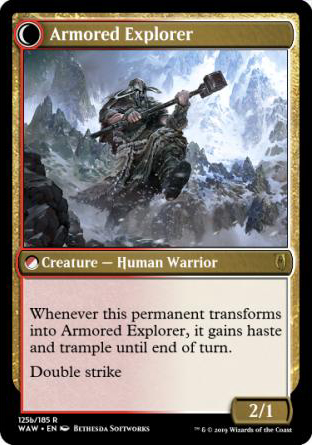 Armored Explorer
Creature — Human Warrior
Whenever this permanent transforms
into Armored Explorer, it gains haste
and trample until end of turn.
Double strike
2/1
125b/185 R
WAW • EN BETHESDA SOFTWORKS
™ & © 2019 Wizards of the Coast